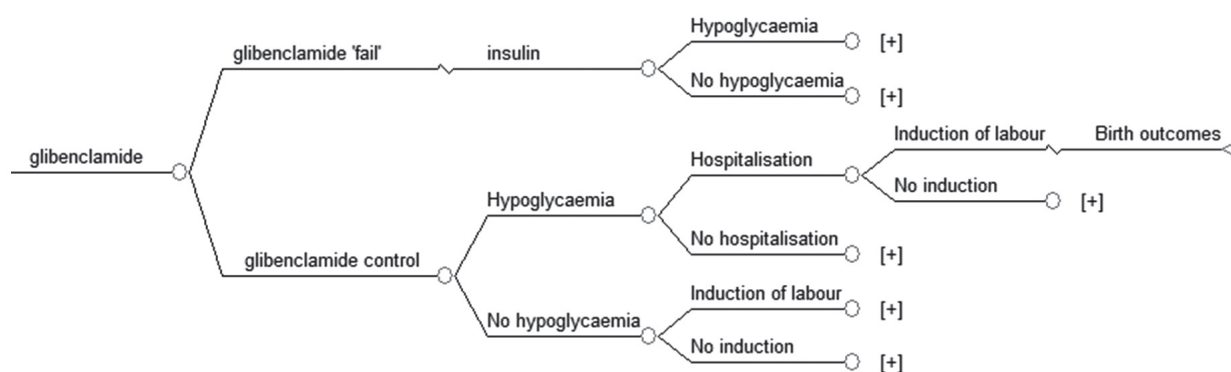 Hypoglycaemia [+]
glibenclamide 'fail' insulin
No hypoglycaemia [+]
Induction of labour Birth outcomes
glibenclamide Hospitalisation
No induction [+]
Hypoglycaemia
No hospitalisation [+]
glibenclamide control
Induction of labour [+]
No hypoglycaemia
No induction [+]